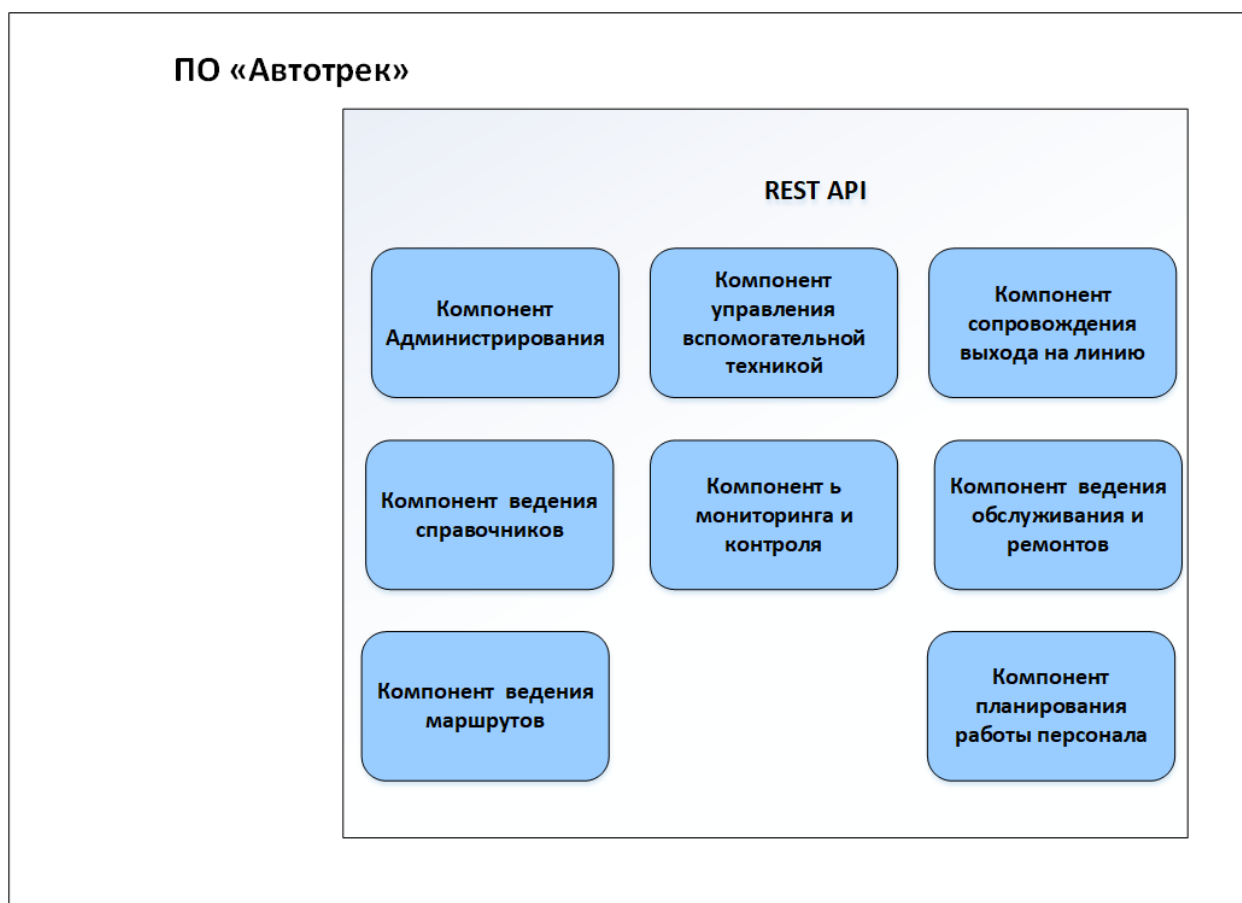 ПО «Автотрек»
REST API
Компонент
Администрирования
Компонент
управления
вспомогательной
техникой
Компонент
сопровождения
выхода на линию
Компонент  ведения
справочников
Компонент ь
мониторинга и
контроля
Компонент  ведения
обслуживания и
ремонтов
Компонент  ведения
маршрутов
Компонент
планирования
работы персонала